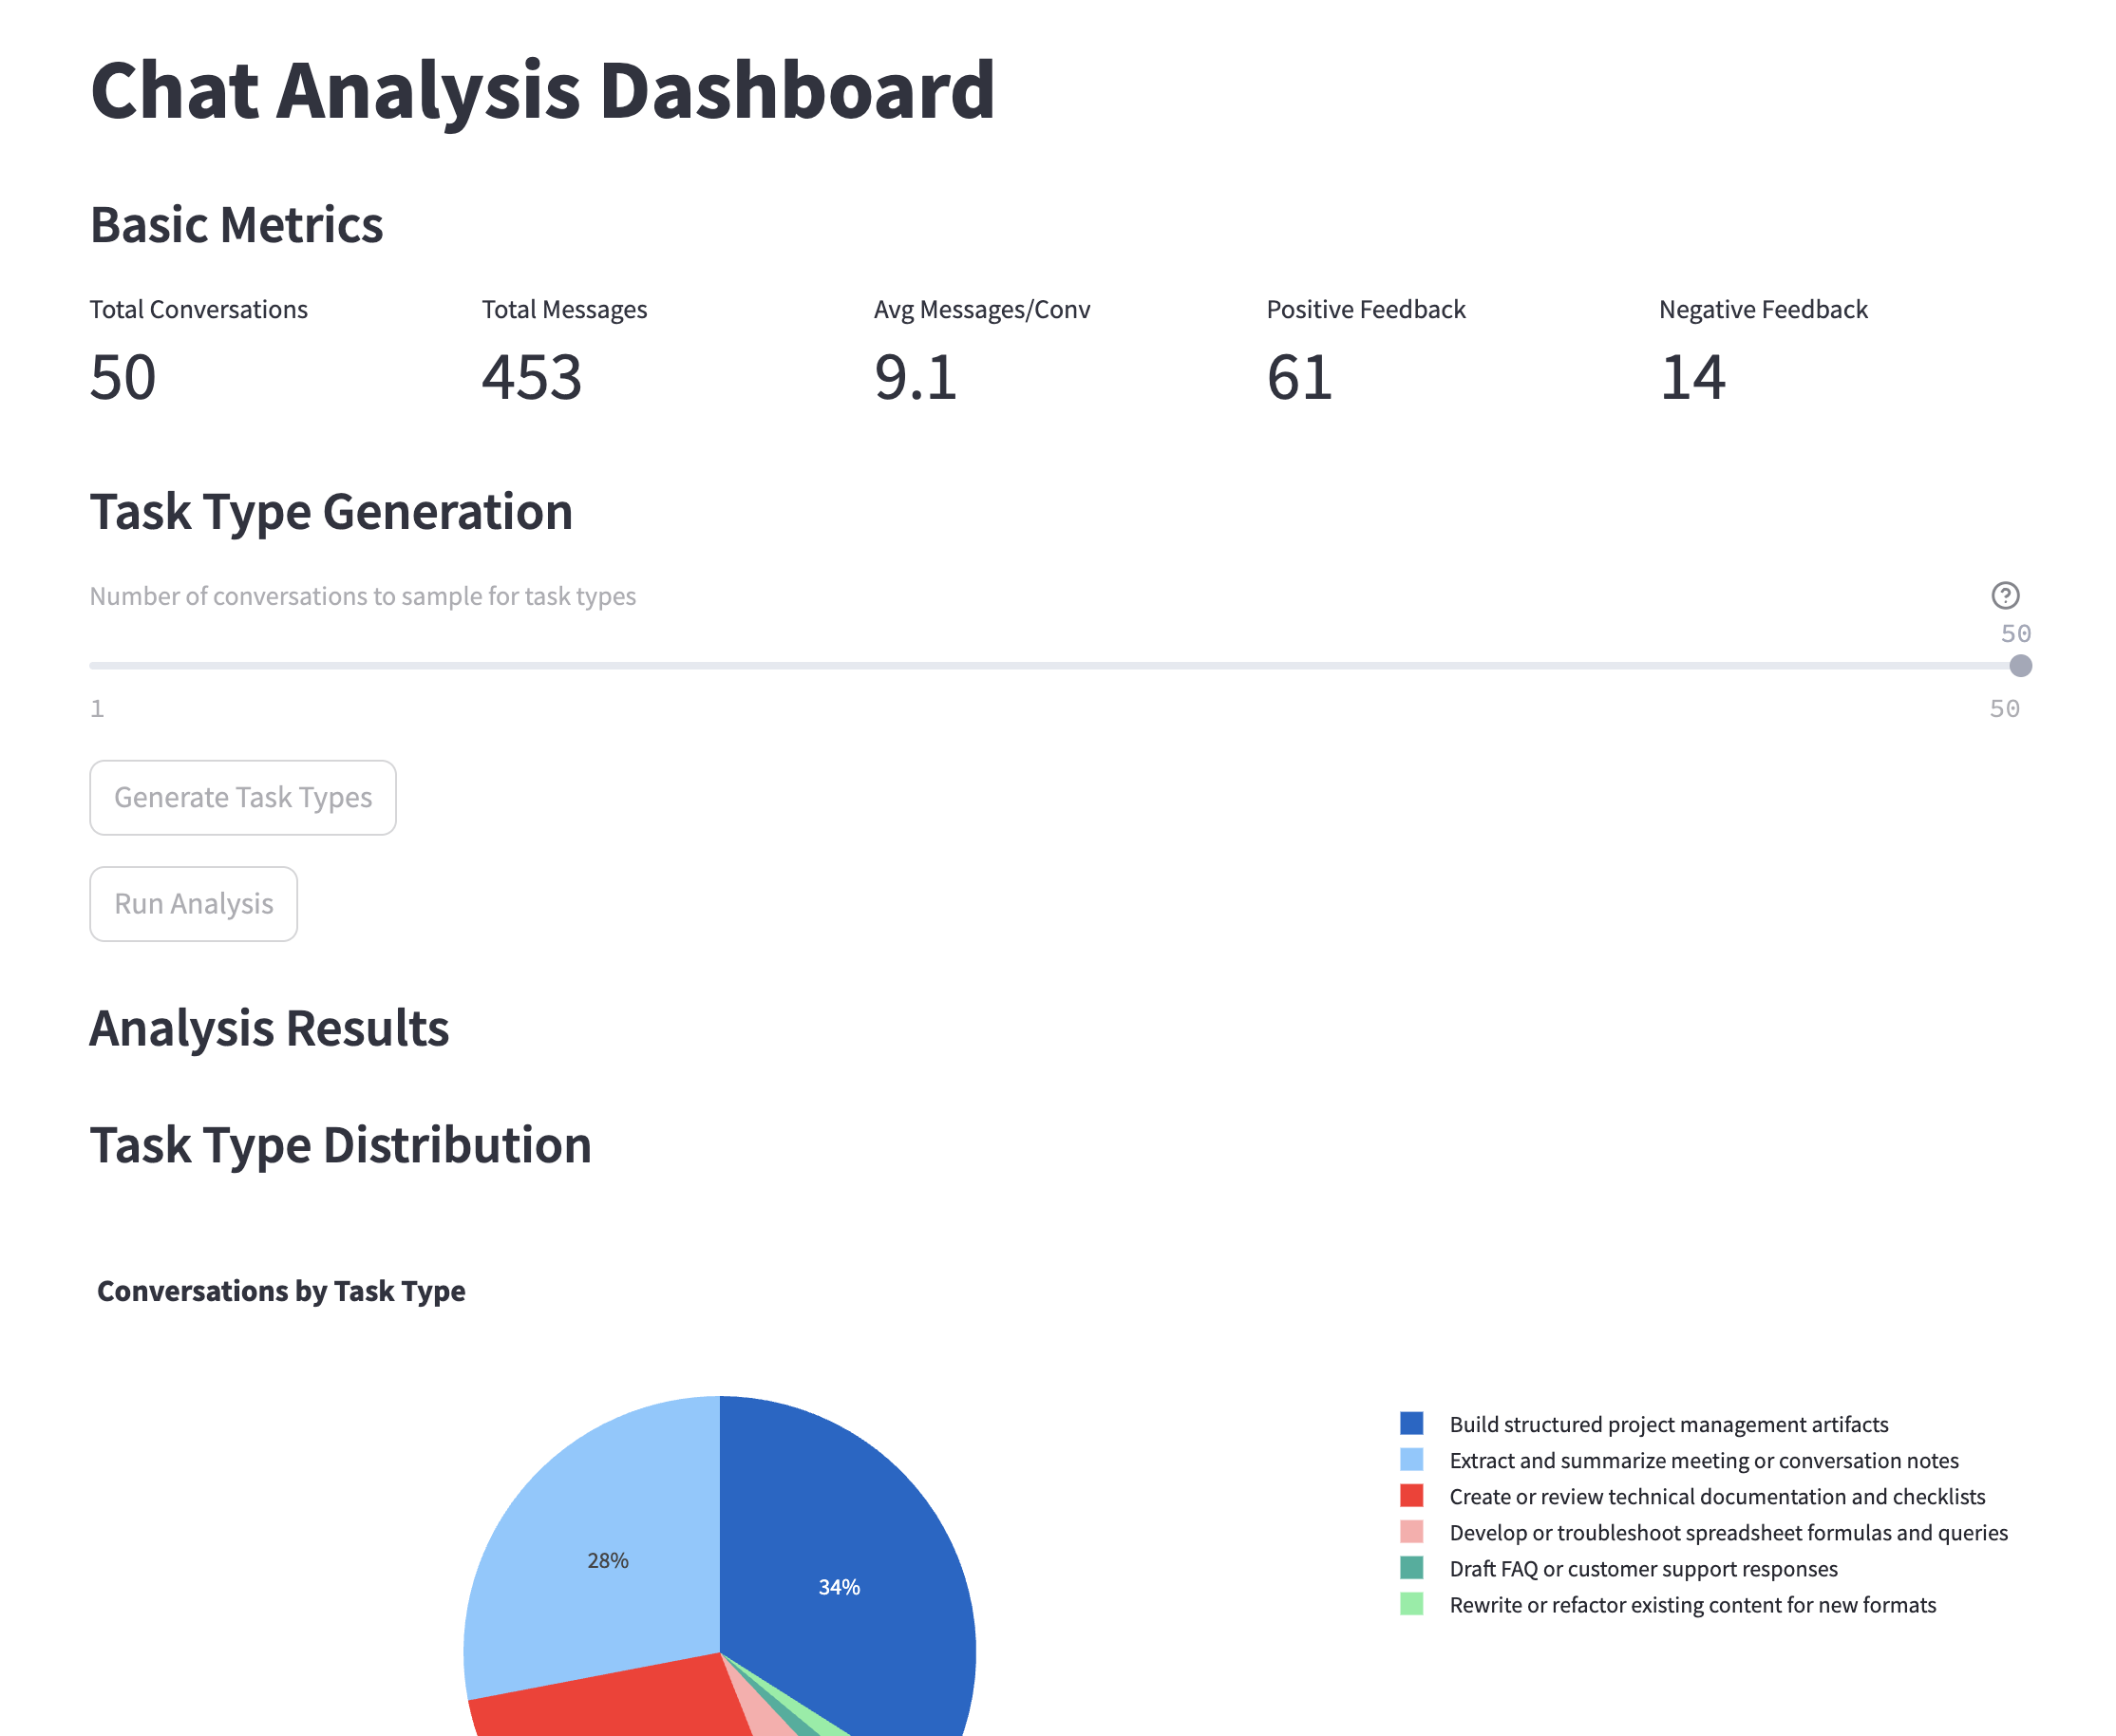 Chat Analysis Dashboard
Basic Metrics
Total Conversations
50
Total Messages
453
Avg Messages/Conv
9.1
Positive Feedback
61
Negative Feedback
14
Task Type Generation
Number of conversations to sample for task types
?
50
1
50
Generate Task Types
Run Analysis
Analysis Results
Task Type Distribution
Conversations by Task Type
28%
34%
Build structured project management artifacts
Extract and summarize meeting or conversation notes
Create or review technical documentation and checklists
Develop or troubleshoot spreadsheet formulas and queries
Draft FAQ or customer support responses
Rewrite or refactor existing content for new formats